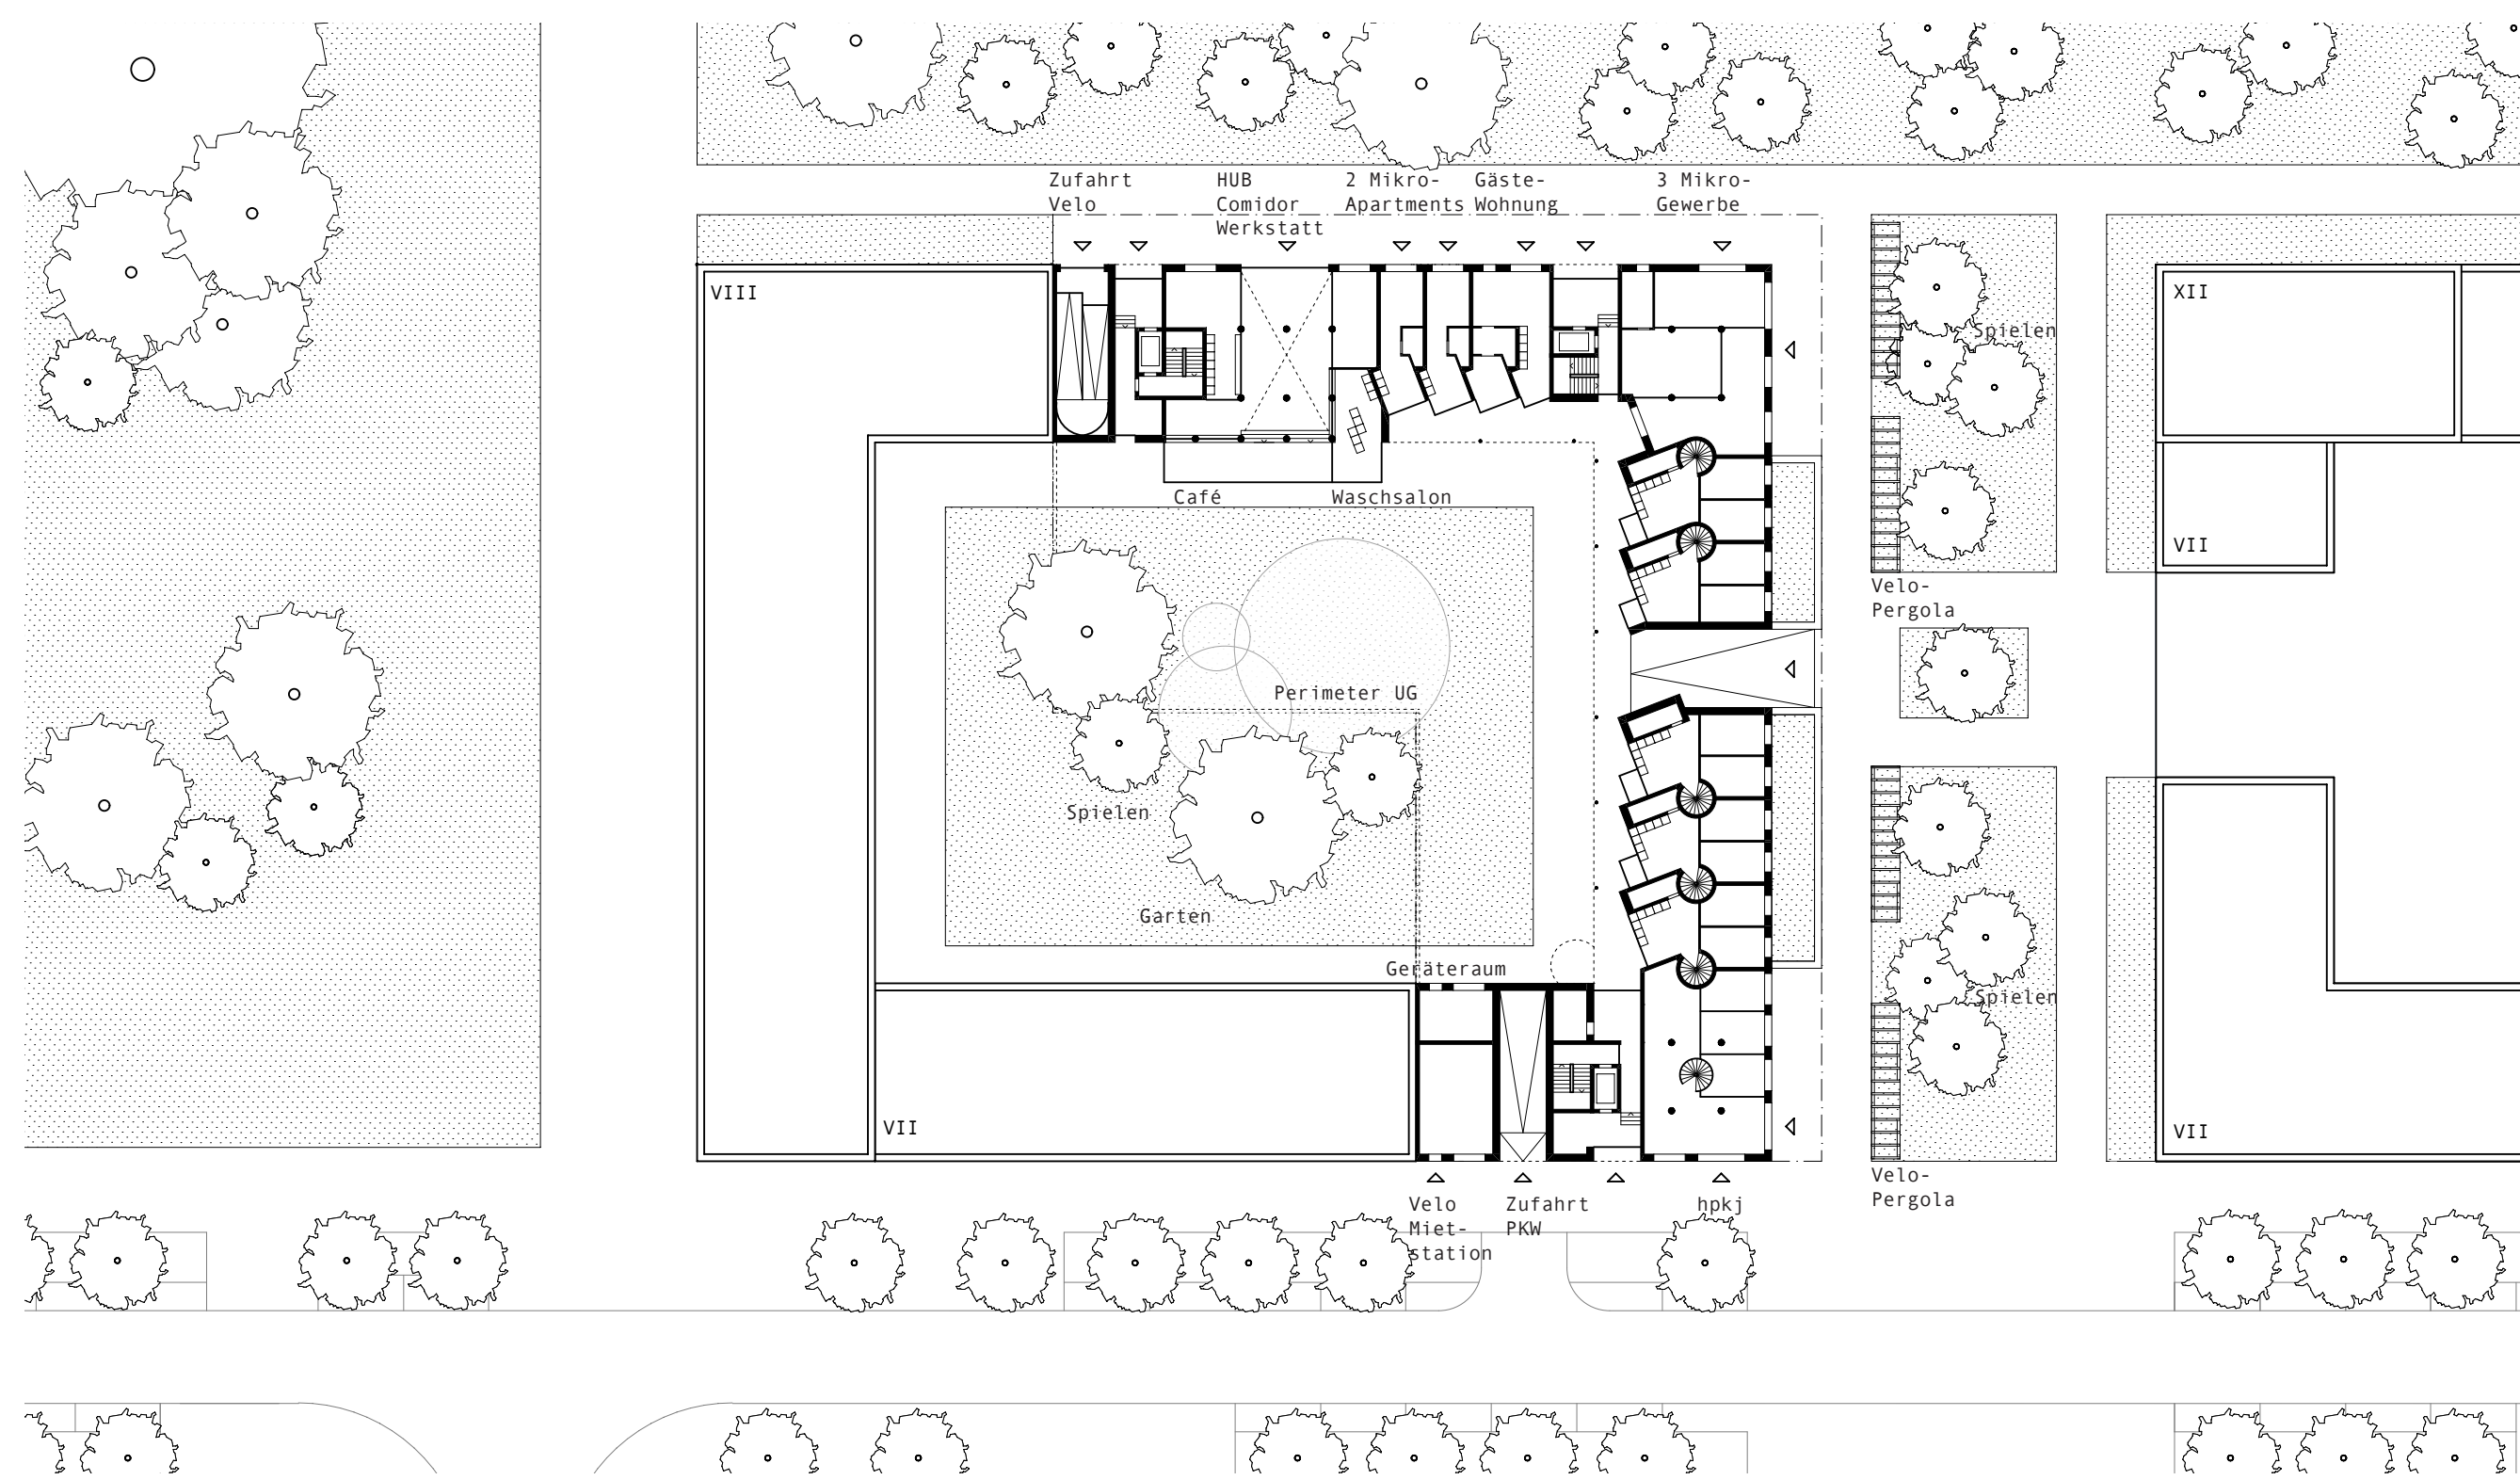 Zufahrt
Velo
HUB
Comidor
Werkstatt
2 Mikro-
Apartments
Gäste-
Wohnung
3 Mikro-
Gewerbe
VIII
XII
Spielen
Café
Waschsalon
VII
Velo-
Pergola
Perimeter UG
Spielen
Garten
Geräteraum
Spielen
VII
VII
Velo-
Pergola
Velo
Miet-
station
Zufahrt
PKW
hpkj